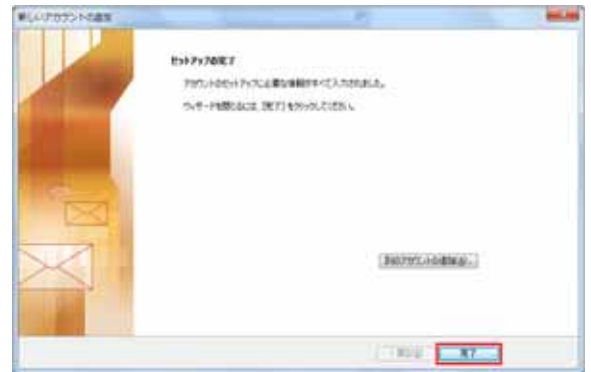 新しいアカウントの追加
セットアップの完了
アカウントのセットアップに必要な情報がすべて入力されました。
ウィザードを閉じるには、[完了] をクリックしてください。
別のアカウントの追加(A)...
< 戻る(B)
完了